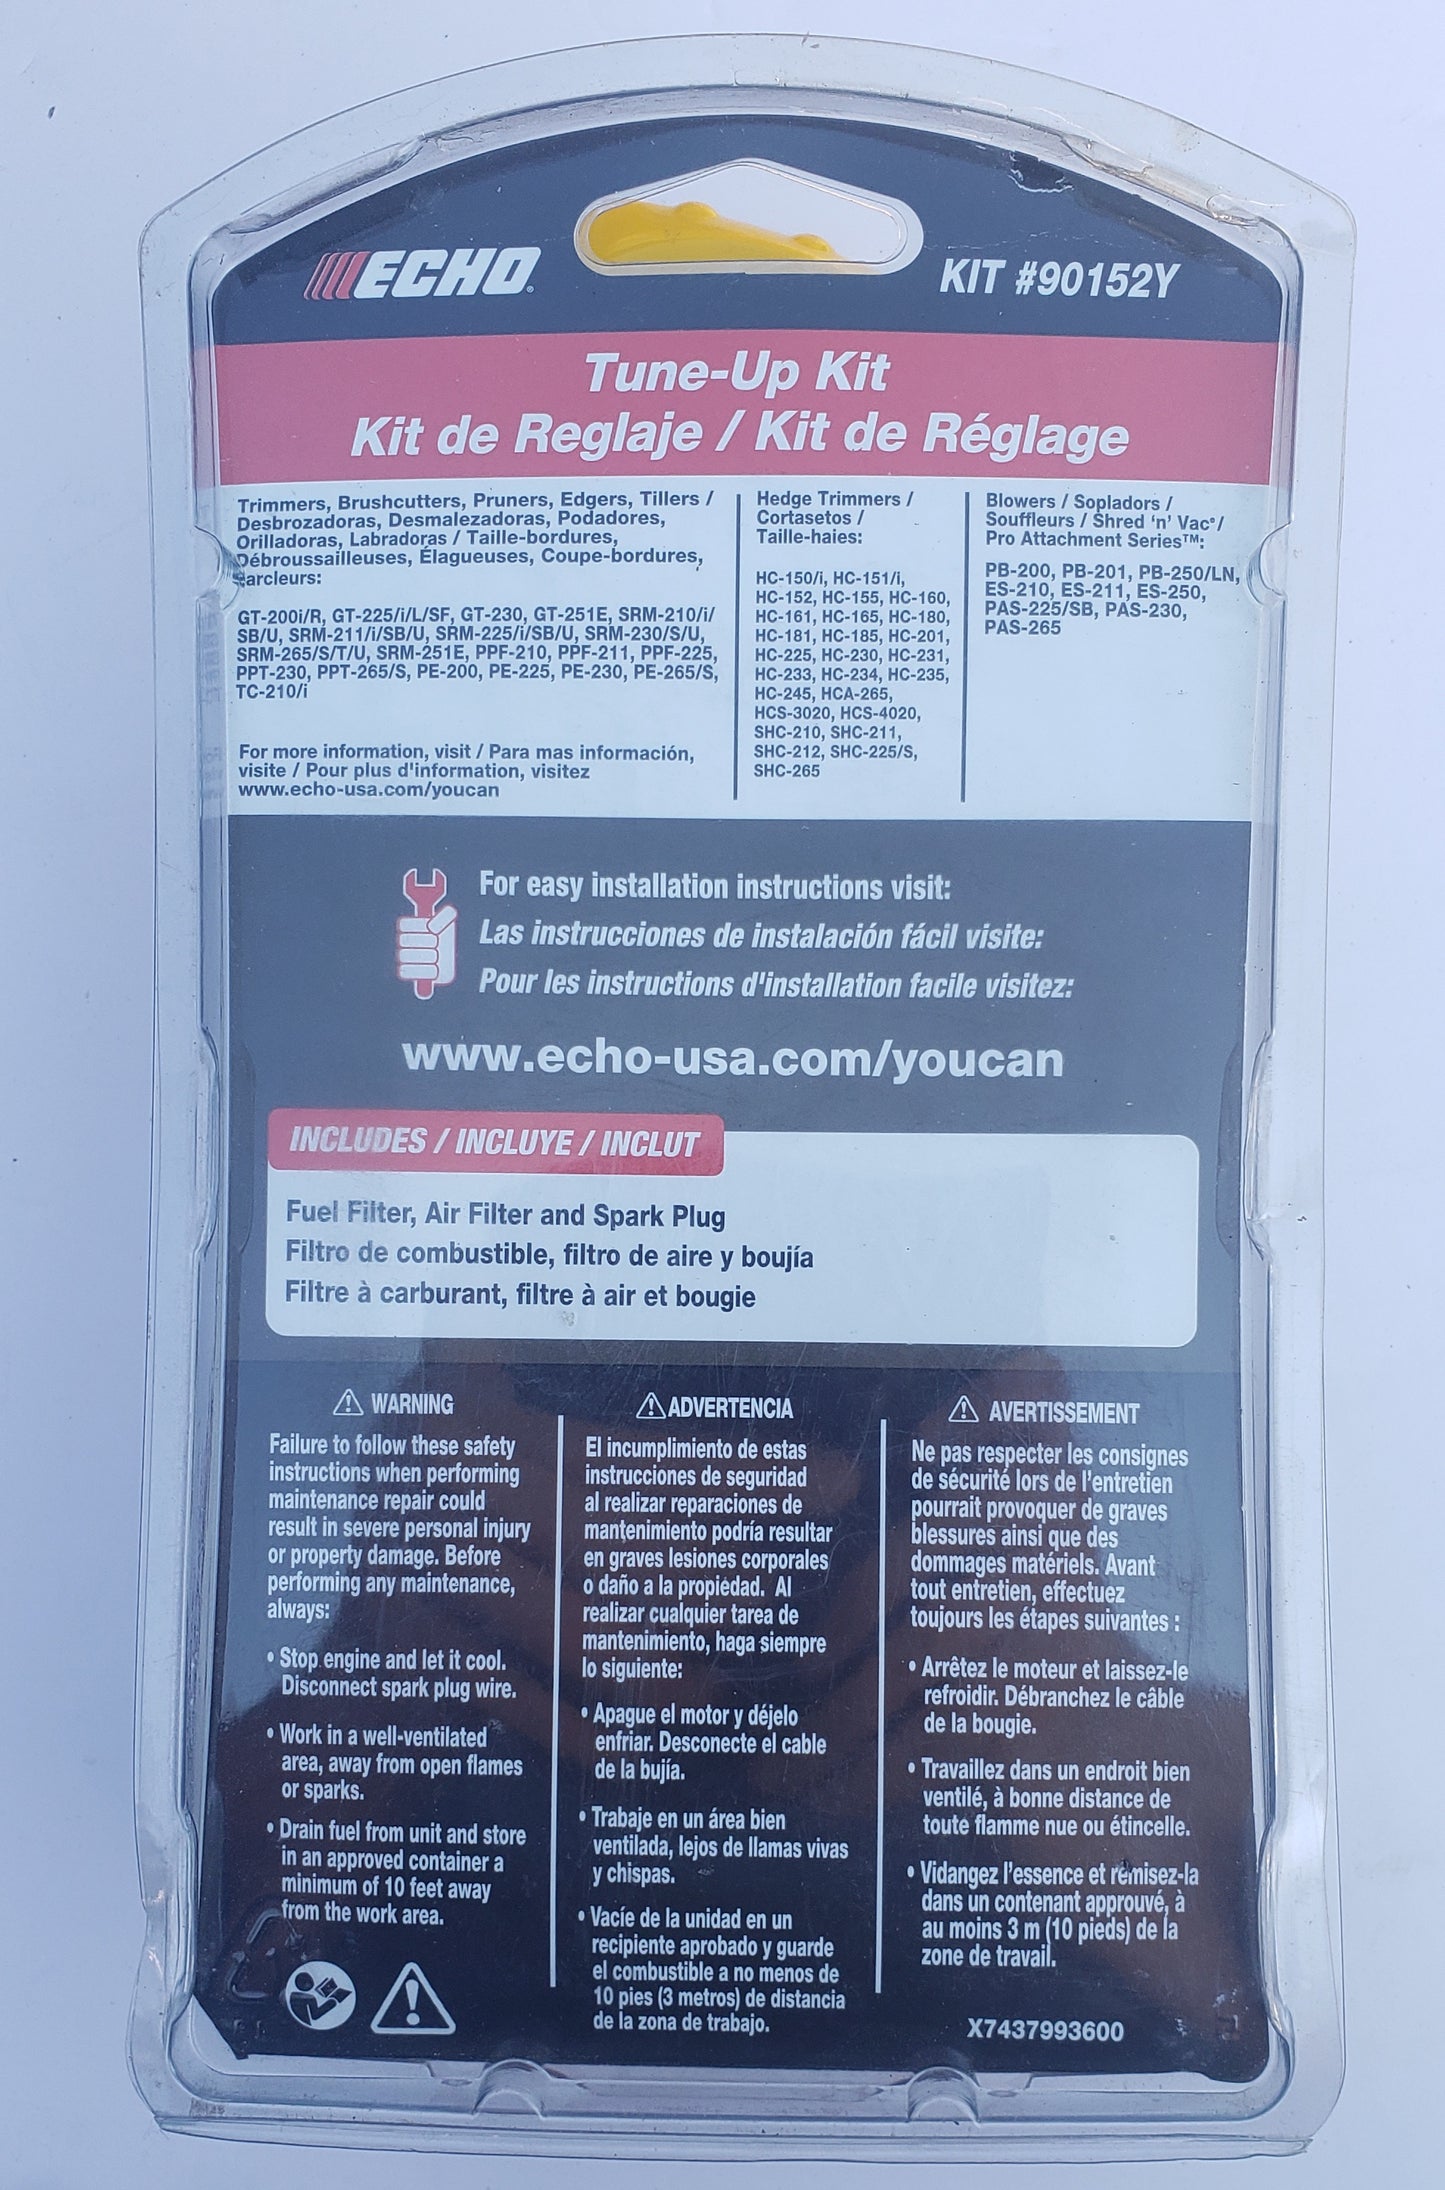 ECHO
KIT #90152Y
Tune-Up Kit
Kit de Reglaje / Kit de Réglage
Trimmers, Brushcutters, Pruners, Edgers, Tillers /
Desbrozadoras, Desmalezadoras, Podadores,
Orilladoras, Labradoras / Taille-bordures,
Débroussailleuses, Élagueuses, Coupe-bordures,
arcleurs:
GT-200i/R, GT-225/i/L/SF, GT-230, GT-251E, SRM-210/i/
SB/U, SRM-211/i/SB/U, SRM-225/i/SB/U, SRM-230/S/U,
SRM-265/S/T/U, SRM-251E, PPF-210, PPF-211, PPF-225,
PPT-230, PPT-265/S, PE-200, PE-225, PE-230, PE-265/S,
TC-210/i
For more information, visit / Para mas información,
visite / Pour plus d'information, visitez
www.echo-usa.com/youcan
Hedge Trimmers /
Cortasetos /
Taille-haies:
HC-150/i, HC-151/i,
HC-152, HC-155, HC-160,
HC-161, HC-165, HC-180,
HC-181, HC-185, HC-201,
HC-225, HC-230, HC-231,
HC-233, HC-234, HC-235,
HC-245, HCA-265,
HCS-3020, HCS-4020,
SHC-210, SHC-211,
SHC-212, SHC-225/S,
SHC-265
Blowers / Sopladors /
Souffleurs / Shred 'n' Vac®/
Pro Attachment Series™:
PB-200, PB-201, PB-250/LN,
ES-210, ES-211, ES-250,
PAS-225/SB, PAS-230,
PAS-265
For easy installation instructions visit:
Las instrucciones de instalación fácil visite:
Pour les instructions d'installation facile visitez:
www.echo-usa.com/youcan
INCLUDES / INCLUYE / INCLUT
Fuel Filter, Air Filter and Spark Plug
Filtro de combustible, filtro de aire y boujía
Filtre à carburant, filtre à air et bougie
WARNING
Failure to follow these safety
instructions when performing
maintenance repair could
result in severe personal injury
or property damage. Before
performing any maintenance,
always:
• Stop engine and let it cool.
Disconnect spark plug wire.
• Work in a well-ventilated
area, away from open flames
or sparks.
• Drain fuel from unit and store
in an approved container a
minimum of 10 feet away
from the work area.
ADVERTENCIA
El incumplimiento de estas
instrucciones de seguridad
al realizar reparaciones de
mantenimiento podría resultar
en graves lesiones corporales
o daño a la propiedad. Al
realizar cualquier tarea de
mantenimiento, haga siempre
lo siguiente:
• Apague el motor y déjelo
enfriar. Desconecte el cable
de la bujía.
• Trabaje en un área bien
ventilada, lejos de llamas vivas
y chispas.
• Vacíe de la unidad en un
recipiente aprobado y guarde
el combustible a no menos de
10 pies (3 metros) de distancia
de la zona de trabajo.
AVERTISSEMENT
Ne pas respecter les consignes
de sécurité lors de l'entretien
pourrait provoquer de graves
blessures ainsi que des
dommages matériels. Avant
tout entretien, effectuez
toujours les étapes suivantes :
• Arrêtez le moteur et laissez-le
refroidir. Débranchez le câble
de la bougie.
• Travaillez dans un endroit bien
ventilé, à bonne distance de
toute flamme nue ou étincelle.
• Vidangez l'essence et remisez-la
dans un contenant approuvé, à
au moins 3 m (10 pieds) de la
zone de travail.
X7437993600